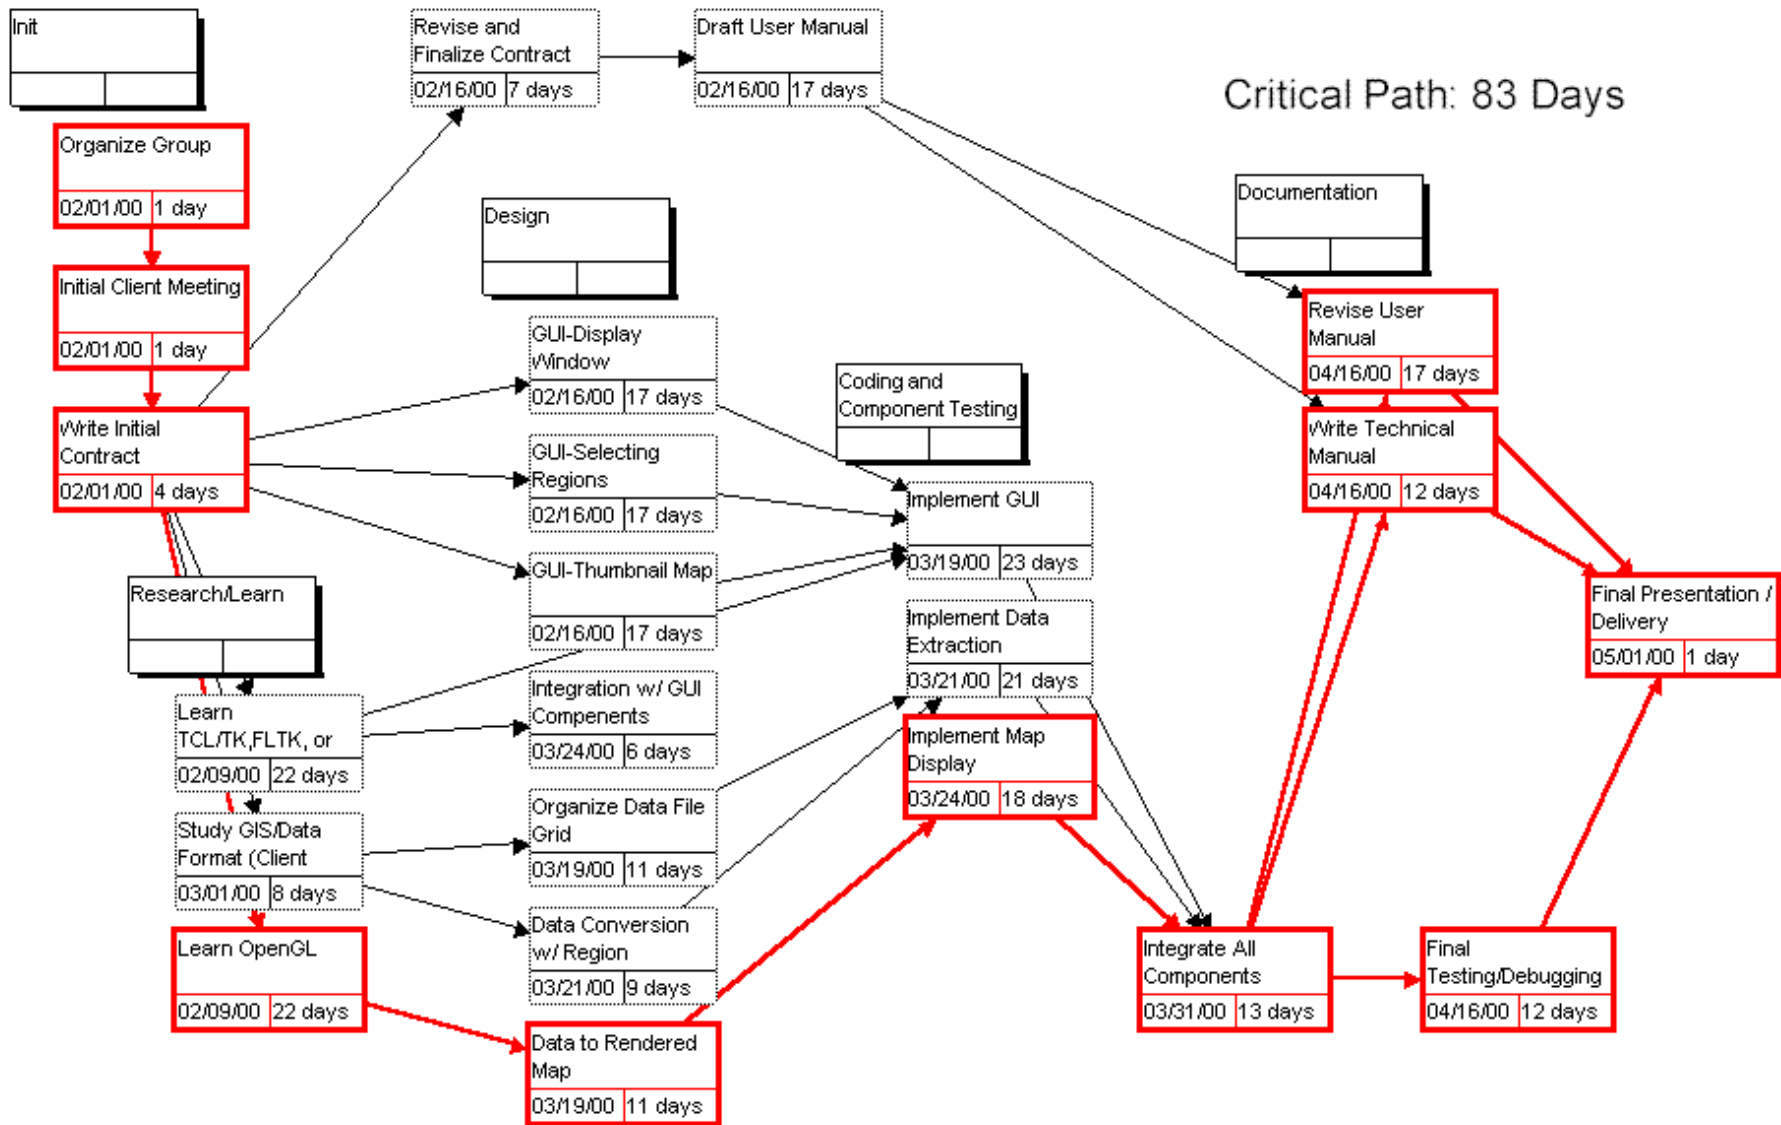 Init
Revise and
Finalize Contract
02/16/00 7 days
Draft User Manual
02/16/00 17 days
Critical Path: 83 Days
Organize Group
02/01/00 1 day
Initial Client Meeting
02/01/00 1 day
Write Initial
Contract
02/01/00 4 days
Design
Documentation
GUI-Display
Window
02/16/00 17 days
GUI-Selecting
Regions
02/16/00 17 days
GUI-Thumbnail Map
02/16/00 17 days
Coding and
Component Testing
Implement GUI
03/19/00 23 days
Implement Data
Extraction
03/21/00 21 days
Implement Map
Display
03/24/00 18 days
Revise User
Manual
04/16/00 17 days
Write Technical
Manual
04/16/00 12 days
Final Presentation /
Delivery
05/01/00 1 day
Research/Learn
Learn
TCL/TK,FLTK, or
02/09/00 22 days
Study GIS/Data
Format (Client
03/01/00 8 days
Learn OpenGL
02/09/00 22 days
Integration w/ GUI
Compenents
03/24/00 6 days
Organize Data File
Grid
03/19/00 11 days
Data Conversion
w/ Region
03/21/00 9 days
Data to Rendered
Map
03/19/00 11 days
Integrate All
Components
03/31/00 13 days
Final
Testing/Debugging
04/16/00 12 days